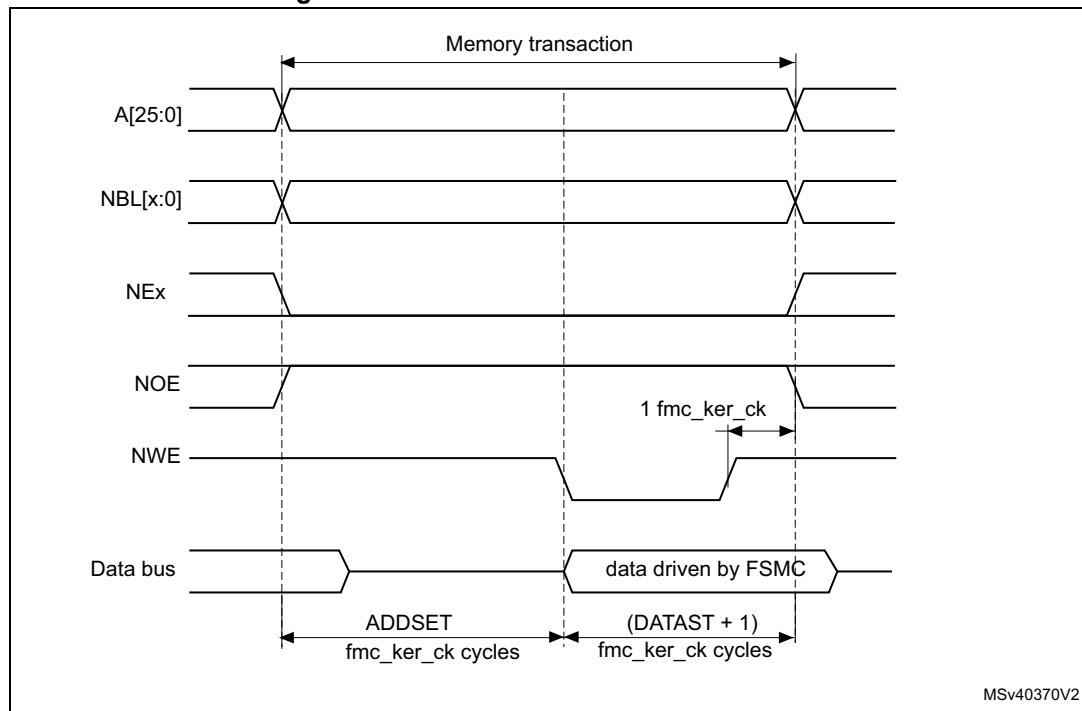 Memory transaction
A[25:0]
NBL[x:0]
NEx
NOE
1 fmc_ker_ck
NWE
Data bus
data driven by FSMC
ADDSET
(DATAST + 1)
fmc_ker_ck cycles
fmc_ker_ck cycles
MSv40370V2